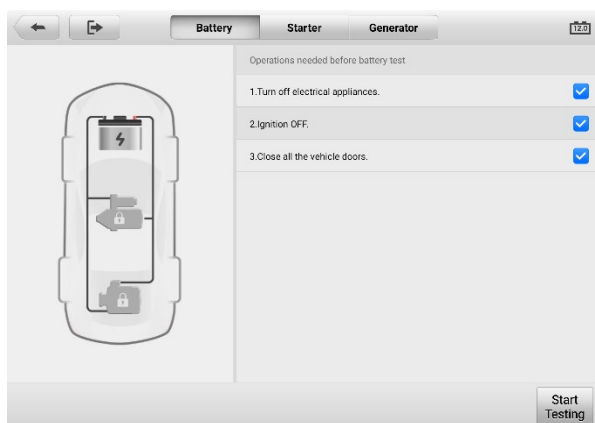 Battery
Starter
Generator
12.0
Operations needed before battery test
1.Turn off electrical appliances.
2.Ignition OFF.
3.Close all the vehicle doors.
Start
Testing